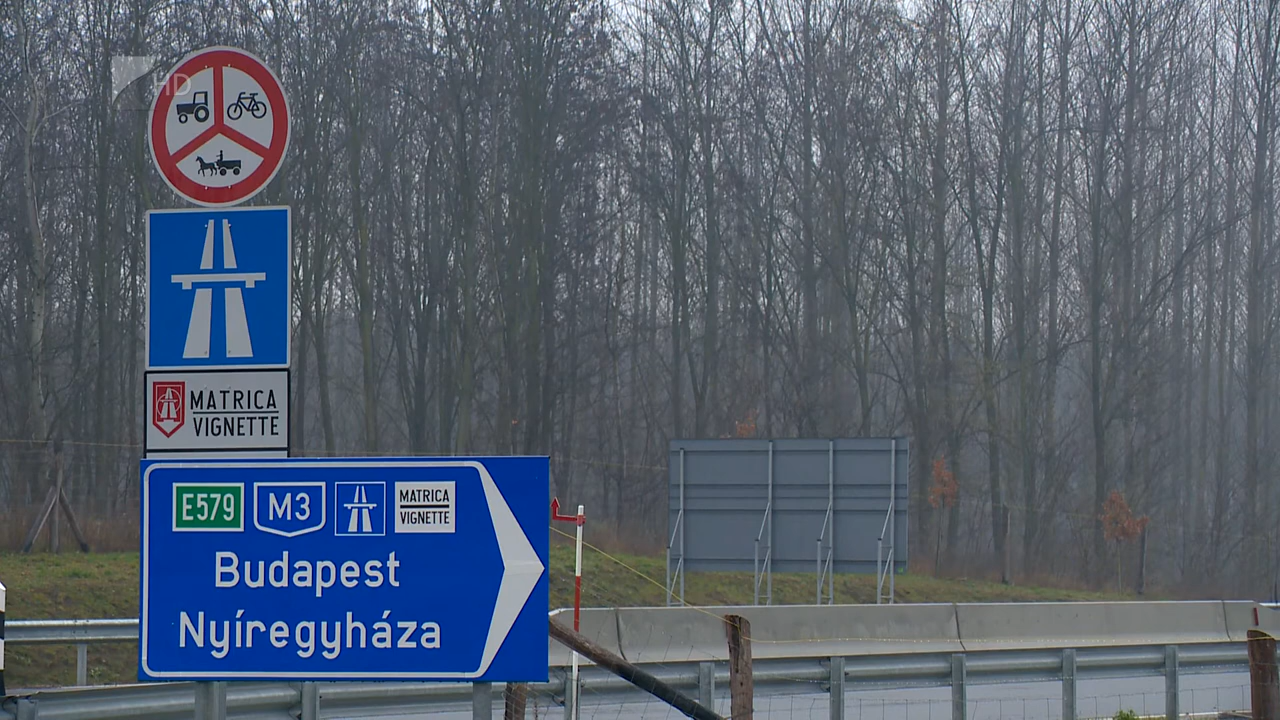 HD
MATRICA
VIGNETTE
E579 M3 MATRICA
VIGNETTE
Budapest
Nyíregyháza